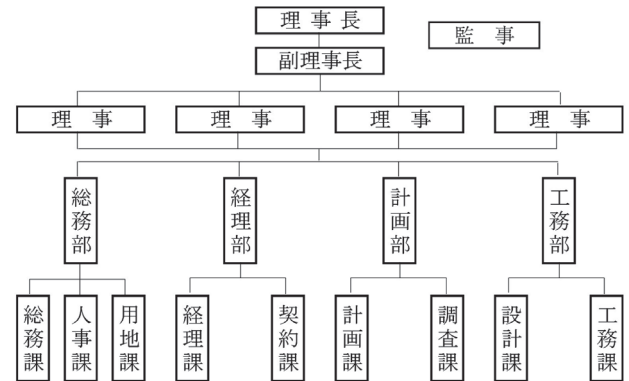 理事長
監事
副理事長
理事
理事
理事
理事
総務部
経理部
計画部
工務部
総務課
人事課
用地課
経理課
契約課
計画課
調査課
設計課
工務課